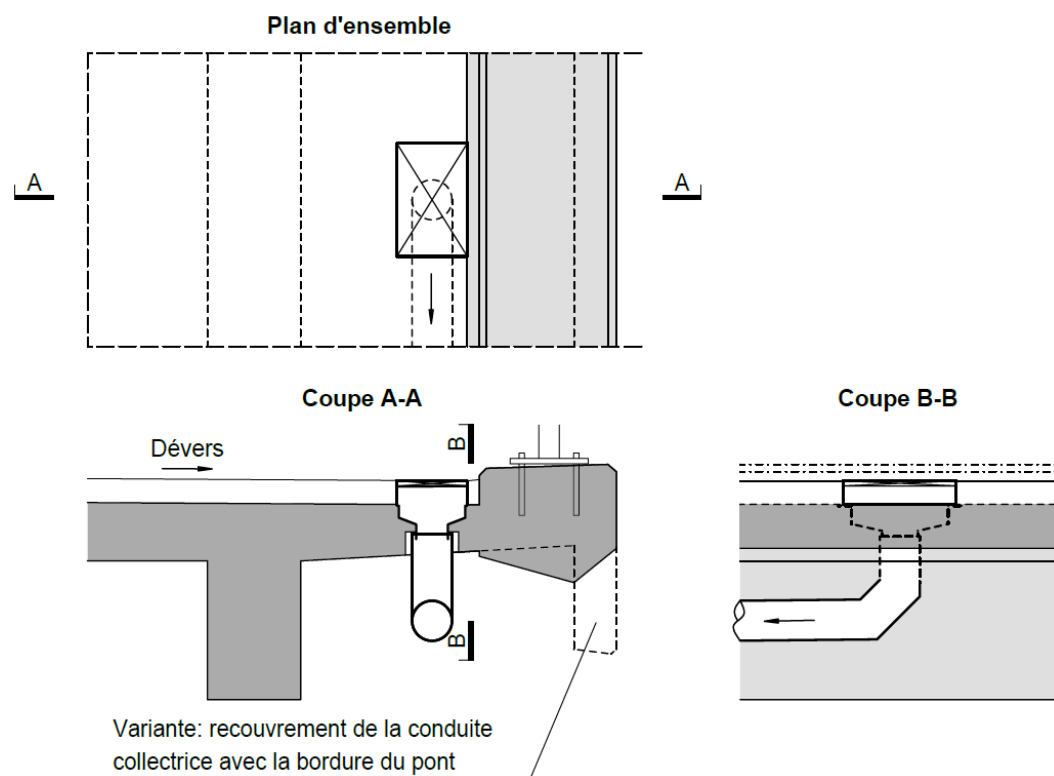 Plan d'ensemble
A
A
Coupe A-A
Coupe B-B
Dévers
B
B
Variante: recouvrement de la conduite
collectrice avec la bordure du pont